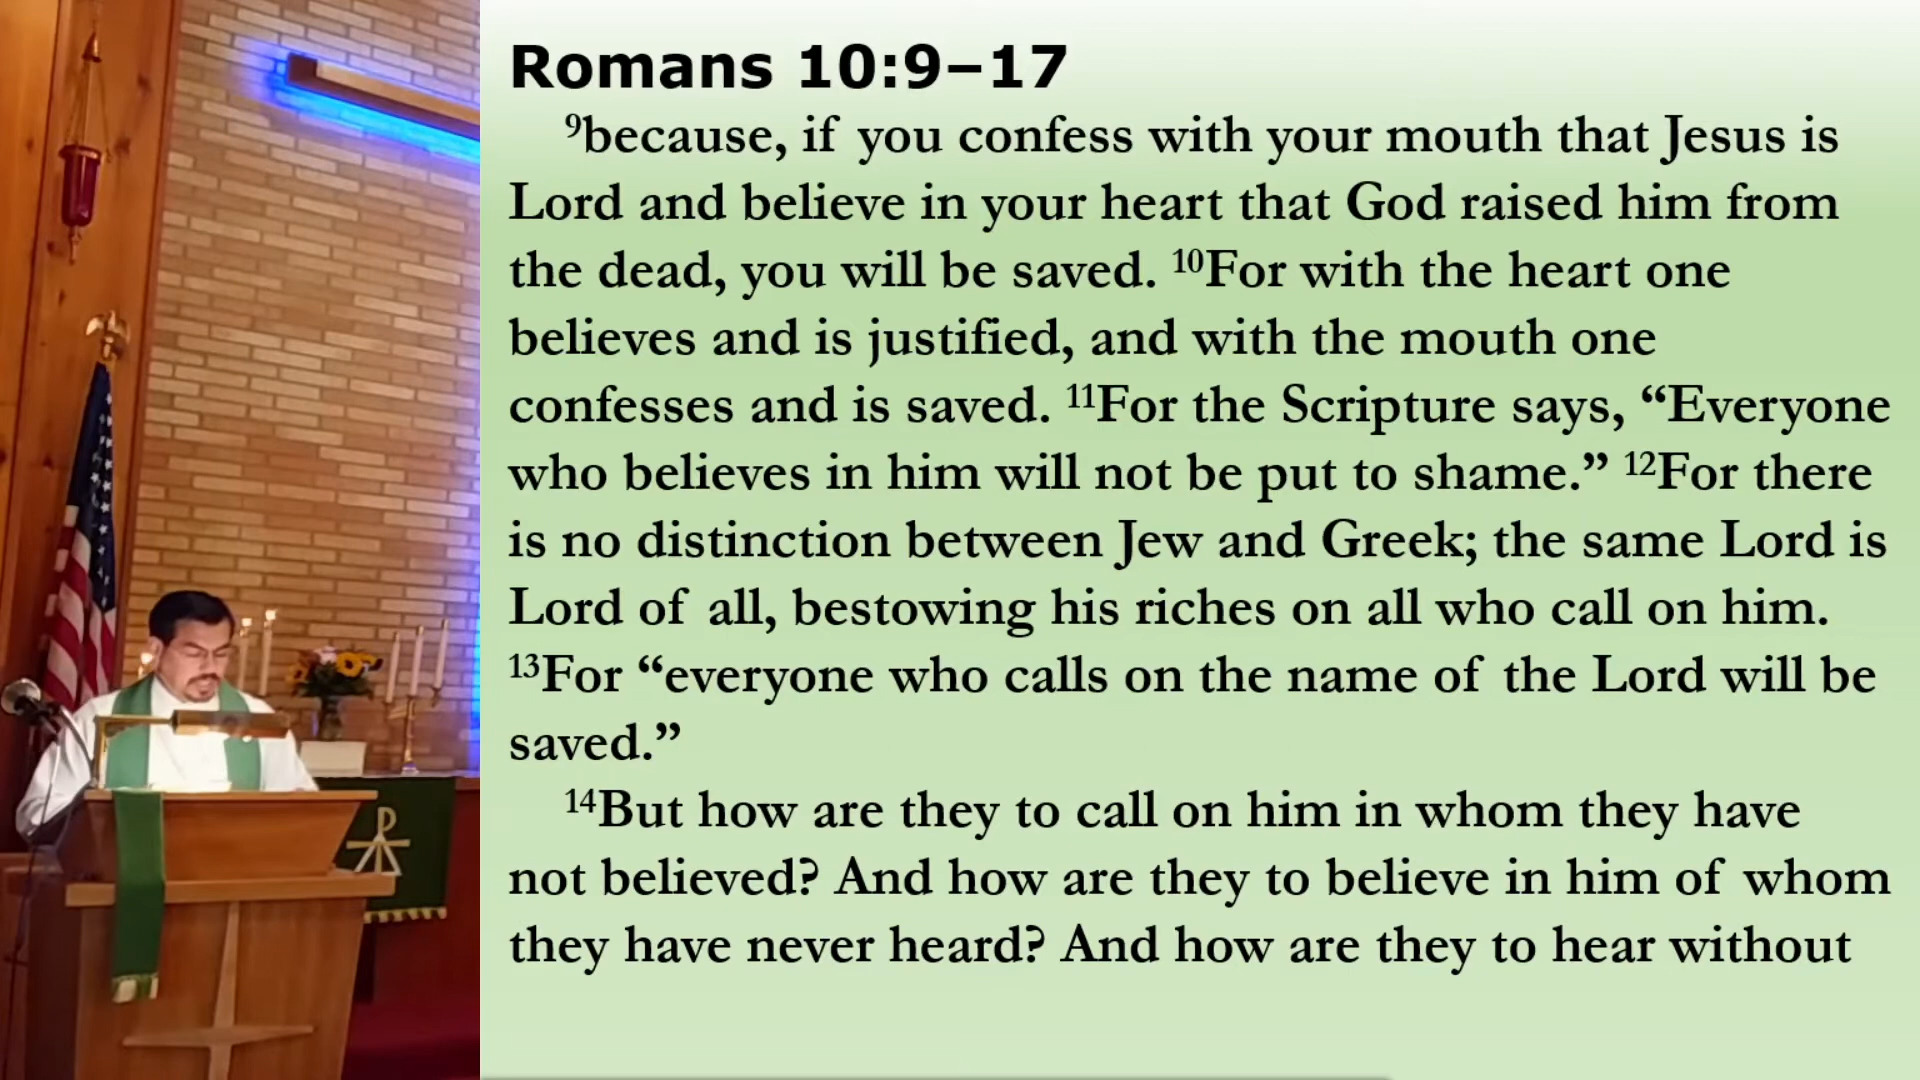 Romans 10:9–17
⁹because, if you confess with your mouth that Jesus is
Lord and believe in your heart that God raised him from
the dead, you will be saved. ¹⁰For with the heart one
believes and is justified, and with the mouth one
confesses and is saved. ¹¹For the Scripture says, “Everyone
who believes in him will not be put to shame.” ¹²For there
is no distinction between Jew and Greek; the same Lord is
Lord of all, bestowing his riches on all who call on him.
¹³For “everyone who calls on the name of the Lord will be
saved.”
¹⁴But how are they to call on him in whom they have
not believed? And how are they to believe in him of whom
they have never heard? And how are they to hear without